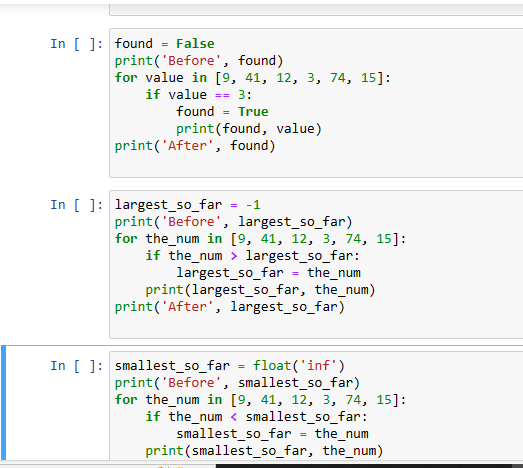 In [ ]: found = False
print('Before', found)
for value in [9, 41, 12, 3, 74, 15]:
    if value == 3:
        found = True
        print(found, value)
print('After', found)
In [ ]: largest_so_far = -1
print('Before', largest_so_far)
for the_num in [9, 41, 12, 3, 74, 15]:
    if the_num > largest_so_far:
        largest_so_far = the_num
    print(largest_so_far, the_num)
print('After', largest_so_far)
In [ ]: smallest_so_far = float('inf')
print('Before', smallest_so_far)
for the_num in [9, 41, 12, 3, 74, 15]:
    if the_num < smallest_so_far:
        smallest_so_far = the_num
    print(smallest_so_far, the_num)